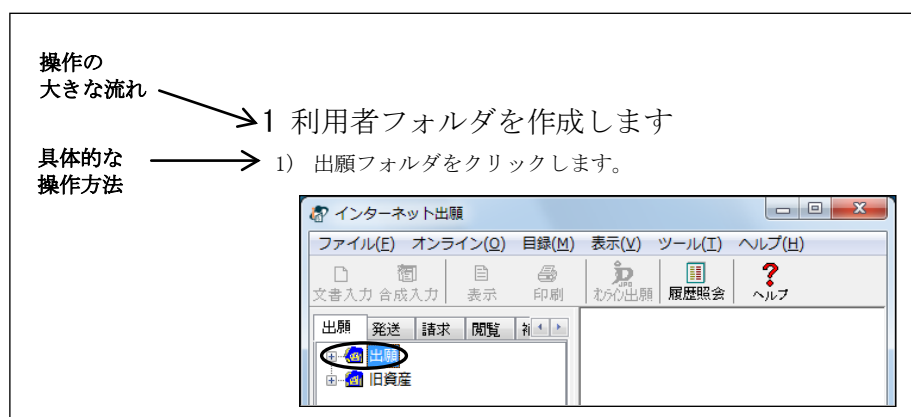 操作の
大きな流れ
1 利用者フォルダを作成します
具体的な
操作方法
1) 出願フォルダをクリックします。
インターネット出願
ファイル(F) オンライン(O) 目録(M) 表示(V) ツール(T) ヘルプ(H)
文書入力 合成入力 表示 印刷 ｵﾝﾗｲﾝ出願 履歴照会 ヘルプ
出願 発送 請求 閲覧
出願
旧資産